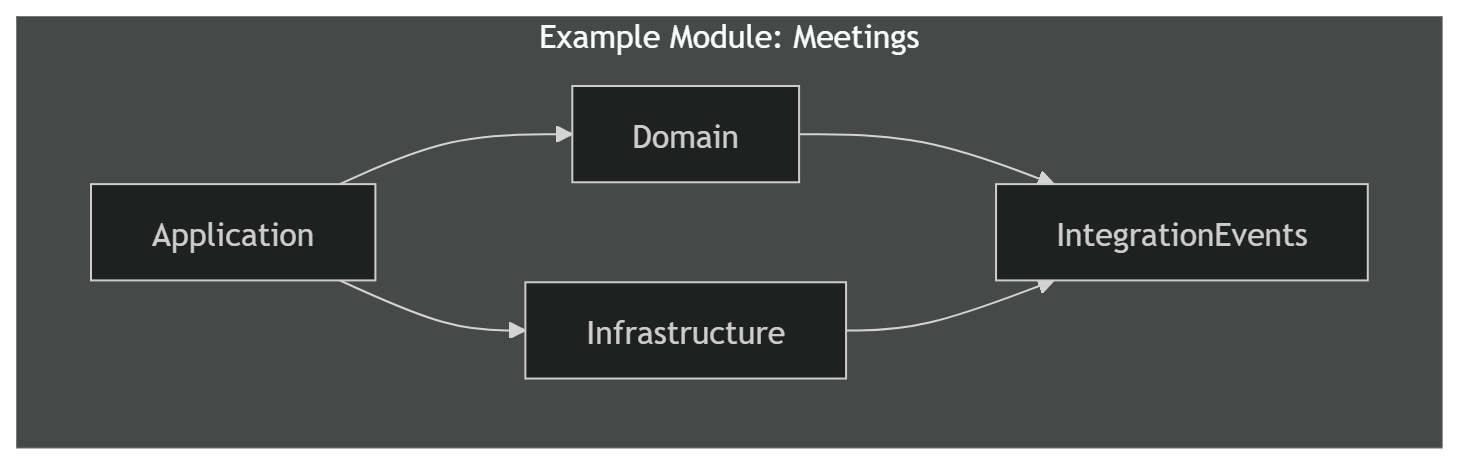 Example Module: Meetings
Domain
Application
IntegrationEvents
Infrastructure